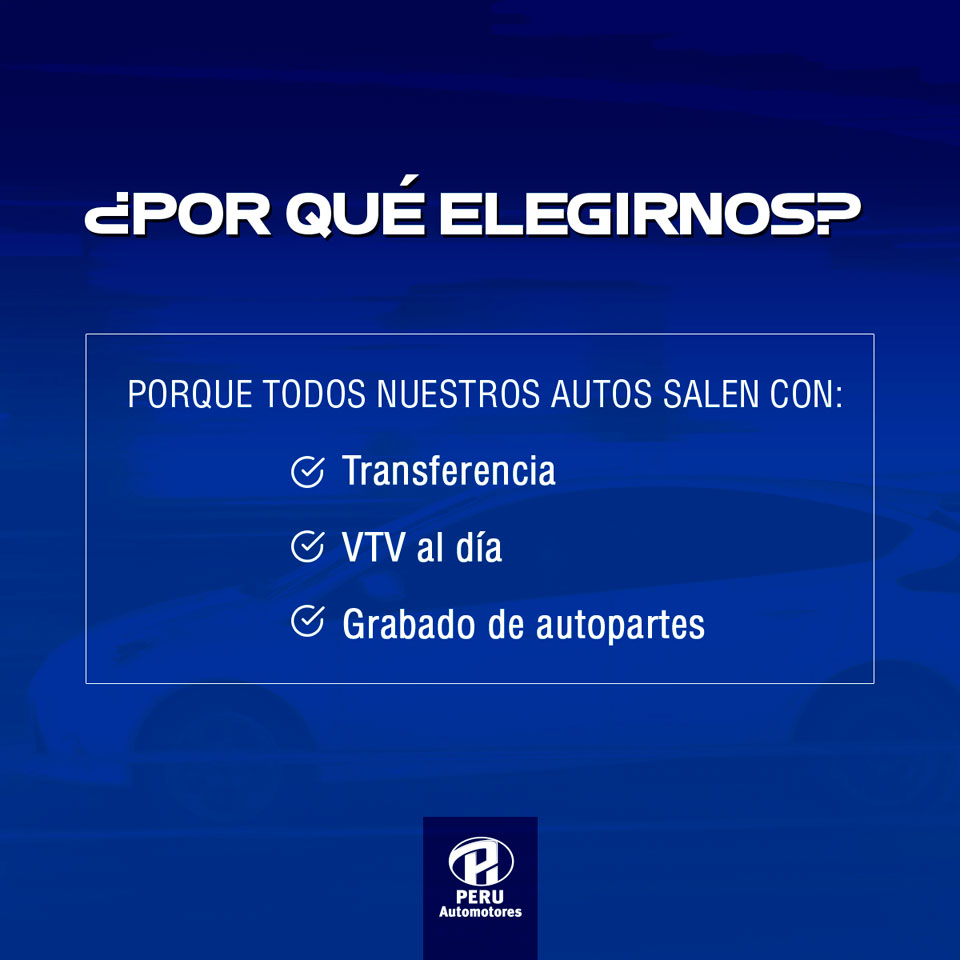 ¿POR QUÉ ELEGIRNOS?
PORQUE TODOS NUESTROS AUTOS SALEN CON:
Transferencia
VTV al día
Grabado de autopartes
PERU
Automotores